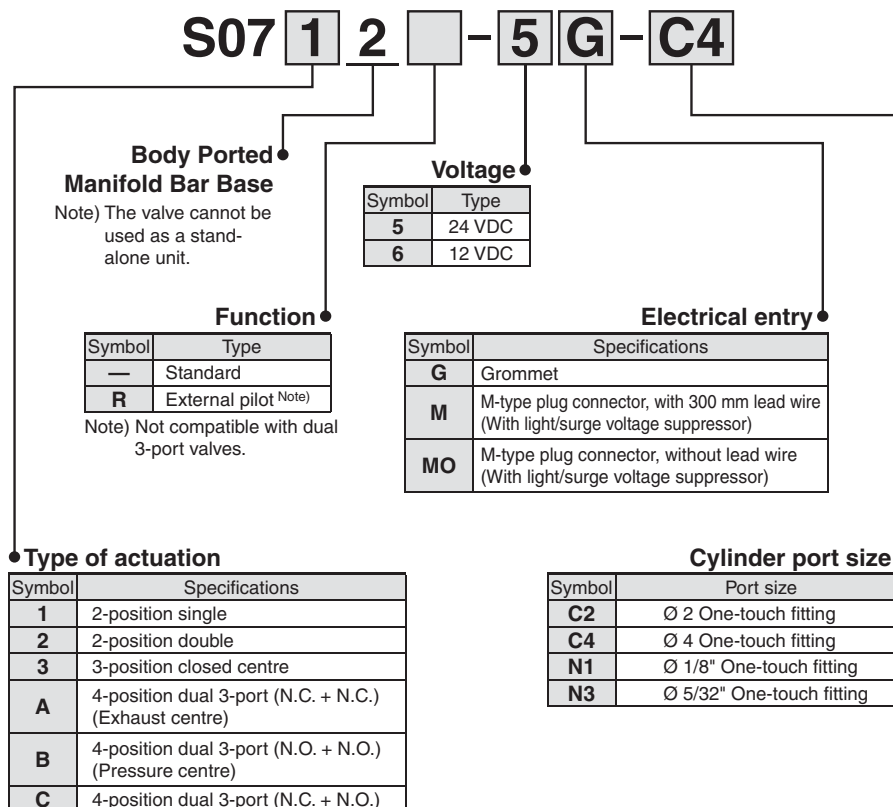 S07 1 2 - 5 G - C4
Body Ported
Manifold Bar Base
Note) The valve cannot be
used as a stand-
alone unit.
Voltage
Symbol Type
5 24 VDC
6 12 VDC
Function
Symbol Type
— Standard
R External pilot Note)
Note) Not compatible with dual
3-port valves.
Electrical entry
Symbol Specifications
G Grommet
M M-type plug connector, with 300 mm lead wire
(With light/surge voltage suppressor)
MO M-type plug connector, without lead wire
(With light/surge voltage suppressor)
Type of actuation
Symbol Specifications
1 2-position single
2 2-position double
3 3-position closed centre
A 4-position dual 3-port (N.C. + N.C.)
(Exhaust centre)
B 4-position dual 3-port (N.O. + N.O.)
(Pressure centre)
C 4-position dual 3-port (N.C. + N.O.)
Cylinder port size
Symbol Port size
C2 Ø 2 One-touch fitting
C4 Ø 4 One-touch fitting
N1 Ø 1/8" One-touch fitting
N3 Ø 5/32" One-touch fitting